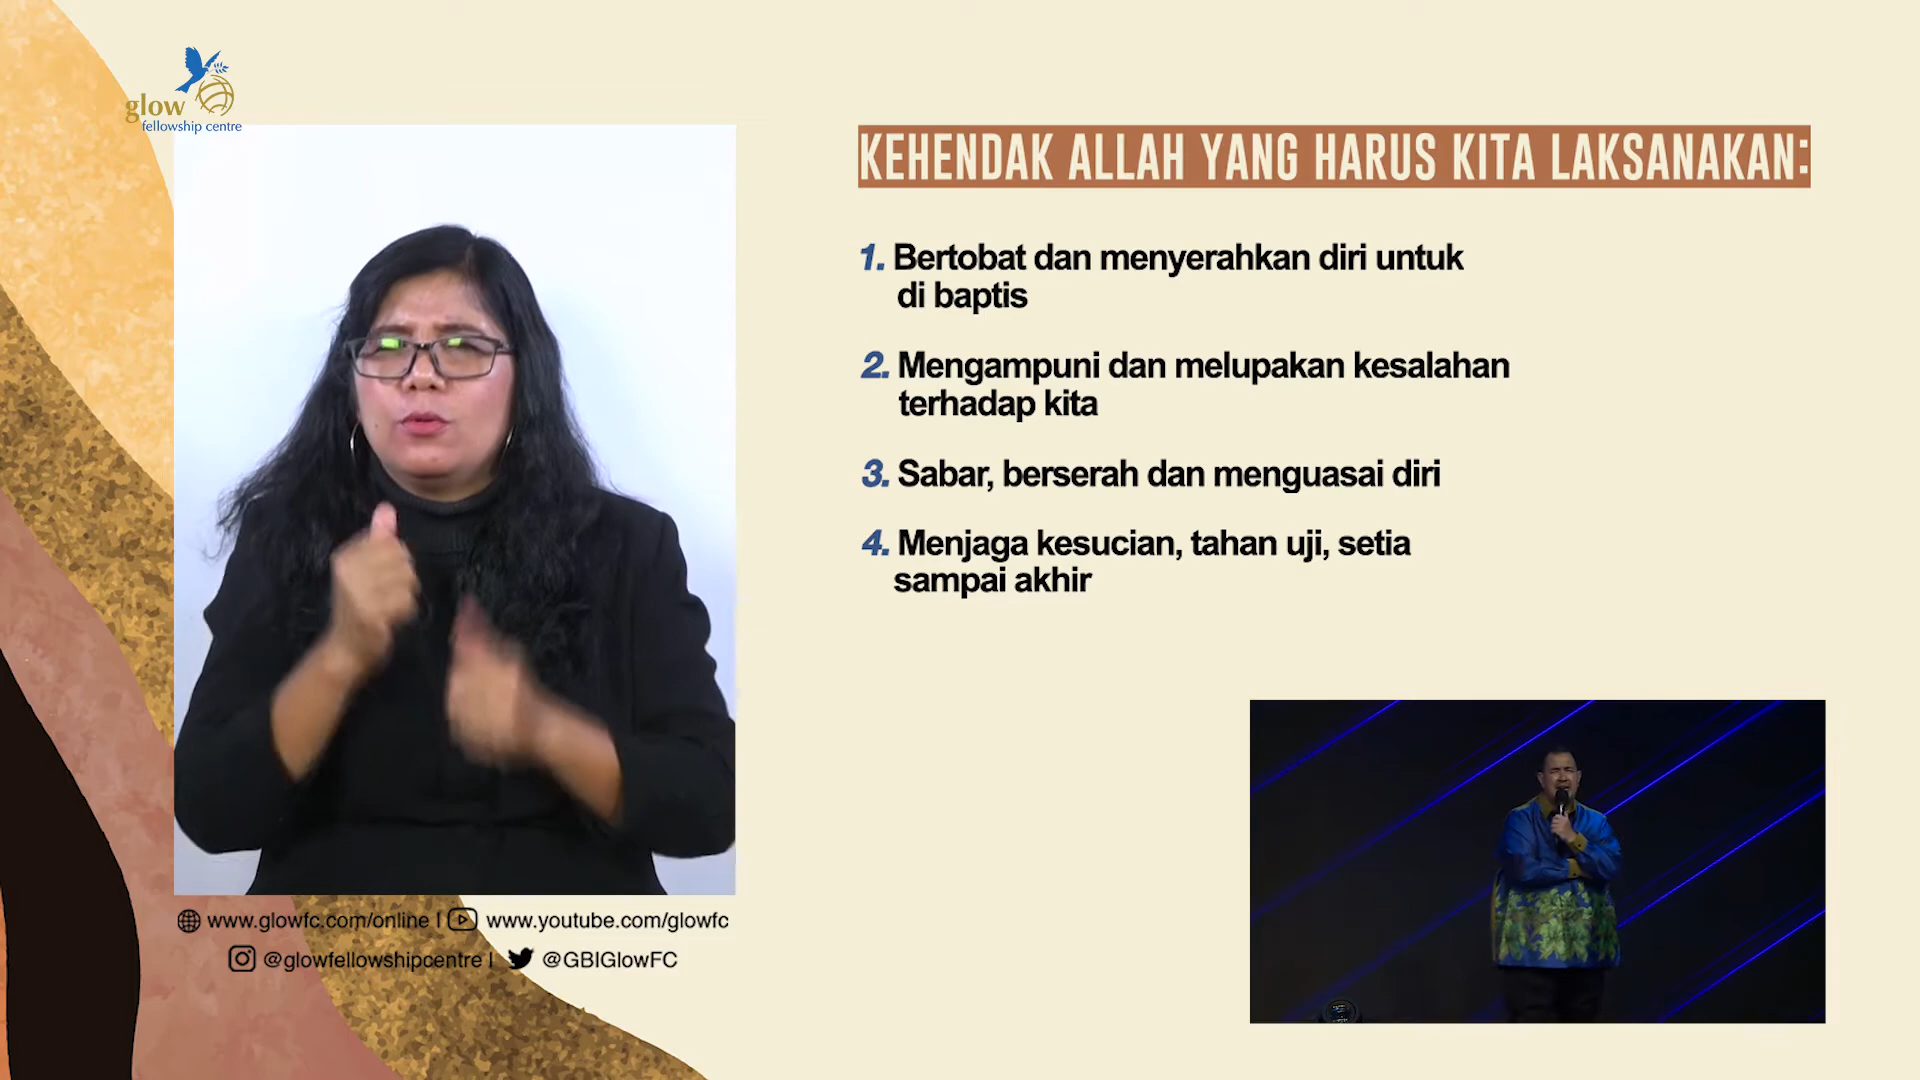 glow
fellowship centre
KEHENDAK ALLAH YANG HARUS KITA LAKSANAKAN:
1. Bertobat dan menyerahkan diri untuk
di baptis
2. Mengampuni dan melupakan kesalahan
terhadap kita
3. Sabar, berserah dan menguasai diri
4. Menjaga kesucian, tahan uji, setia
sampai akhir
www.glowfc.com/online | www.youtube.com/glowfc
@glowfellowshipcentre | @GBIGlowFC